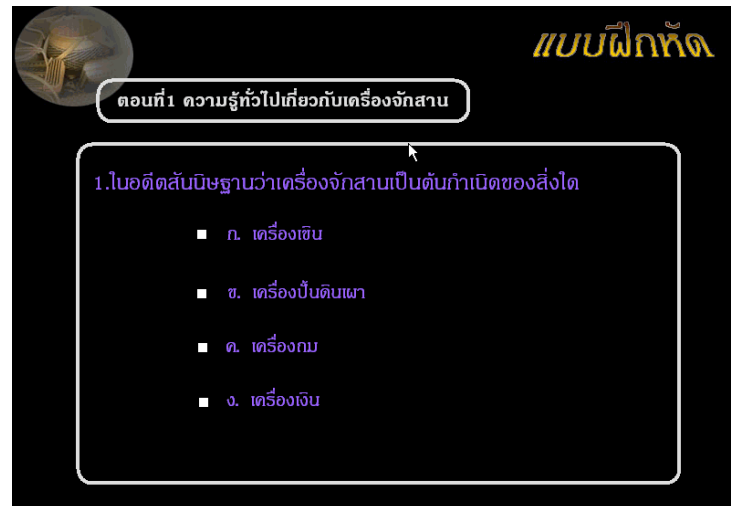 แบบฝึกหัด
ตอนที่1 ความรู้ทั่วไปเกี่ยวกับเครื่องจักสาน
1.ในอดีตสันนิษฐานว่าเครื่องจักสานเป็นต้นกำเนิดของสิ่งใด
ก. เครื่องเขิน
ข. เครื่องปั้นดินเผา
ค. เครื่องถม
ง. เครื่องเงิน